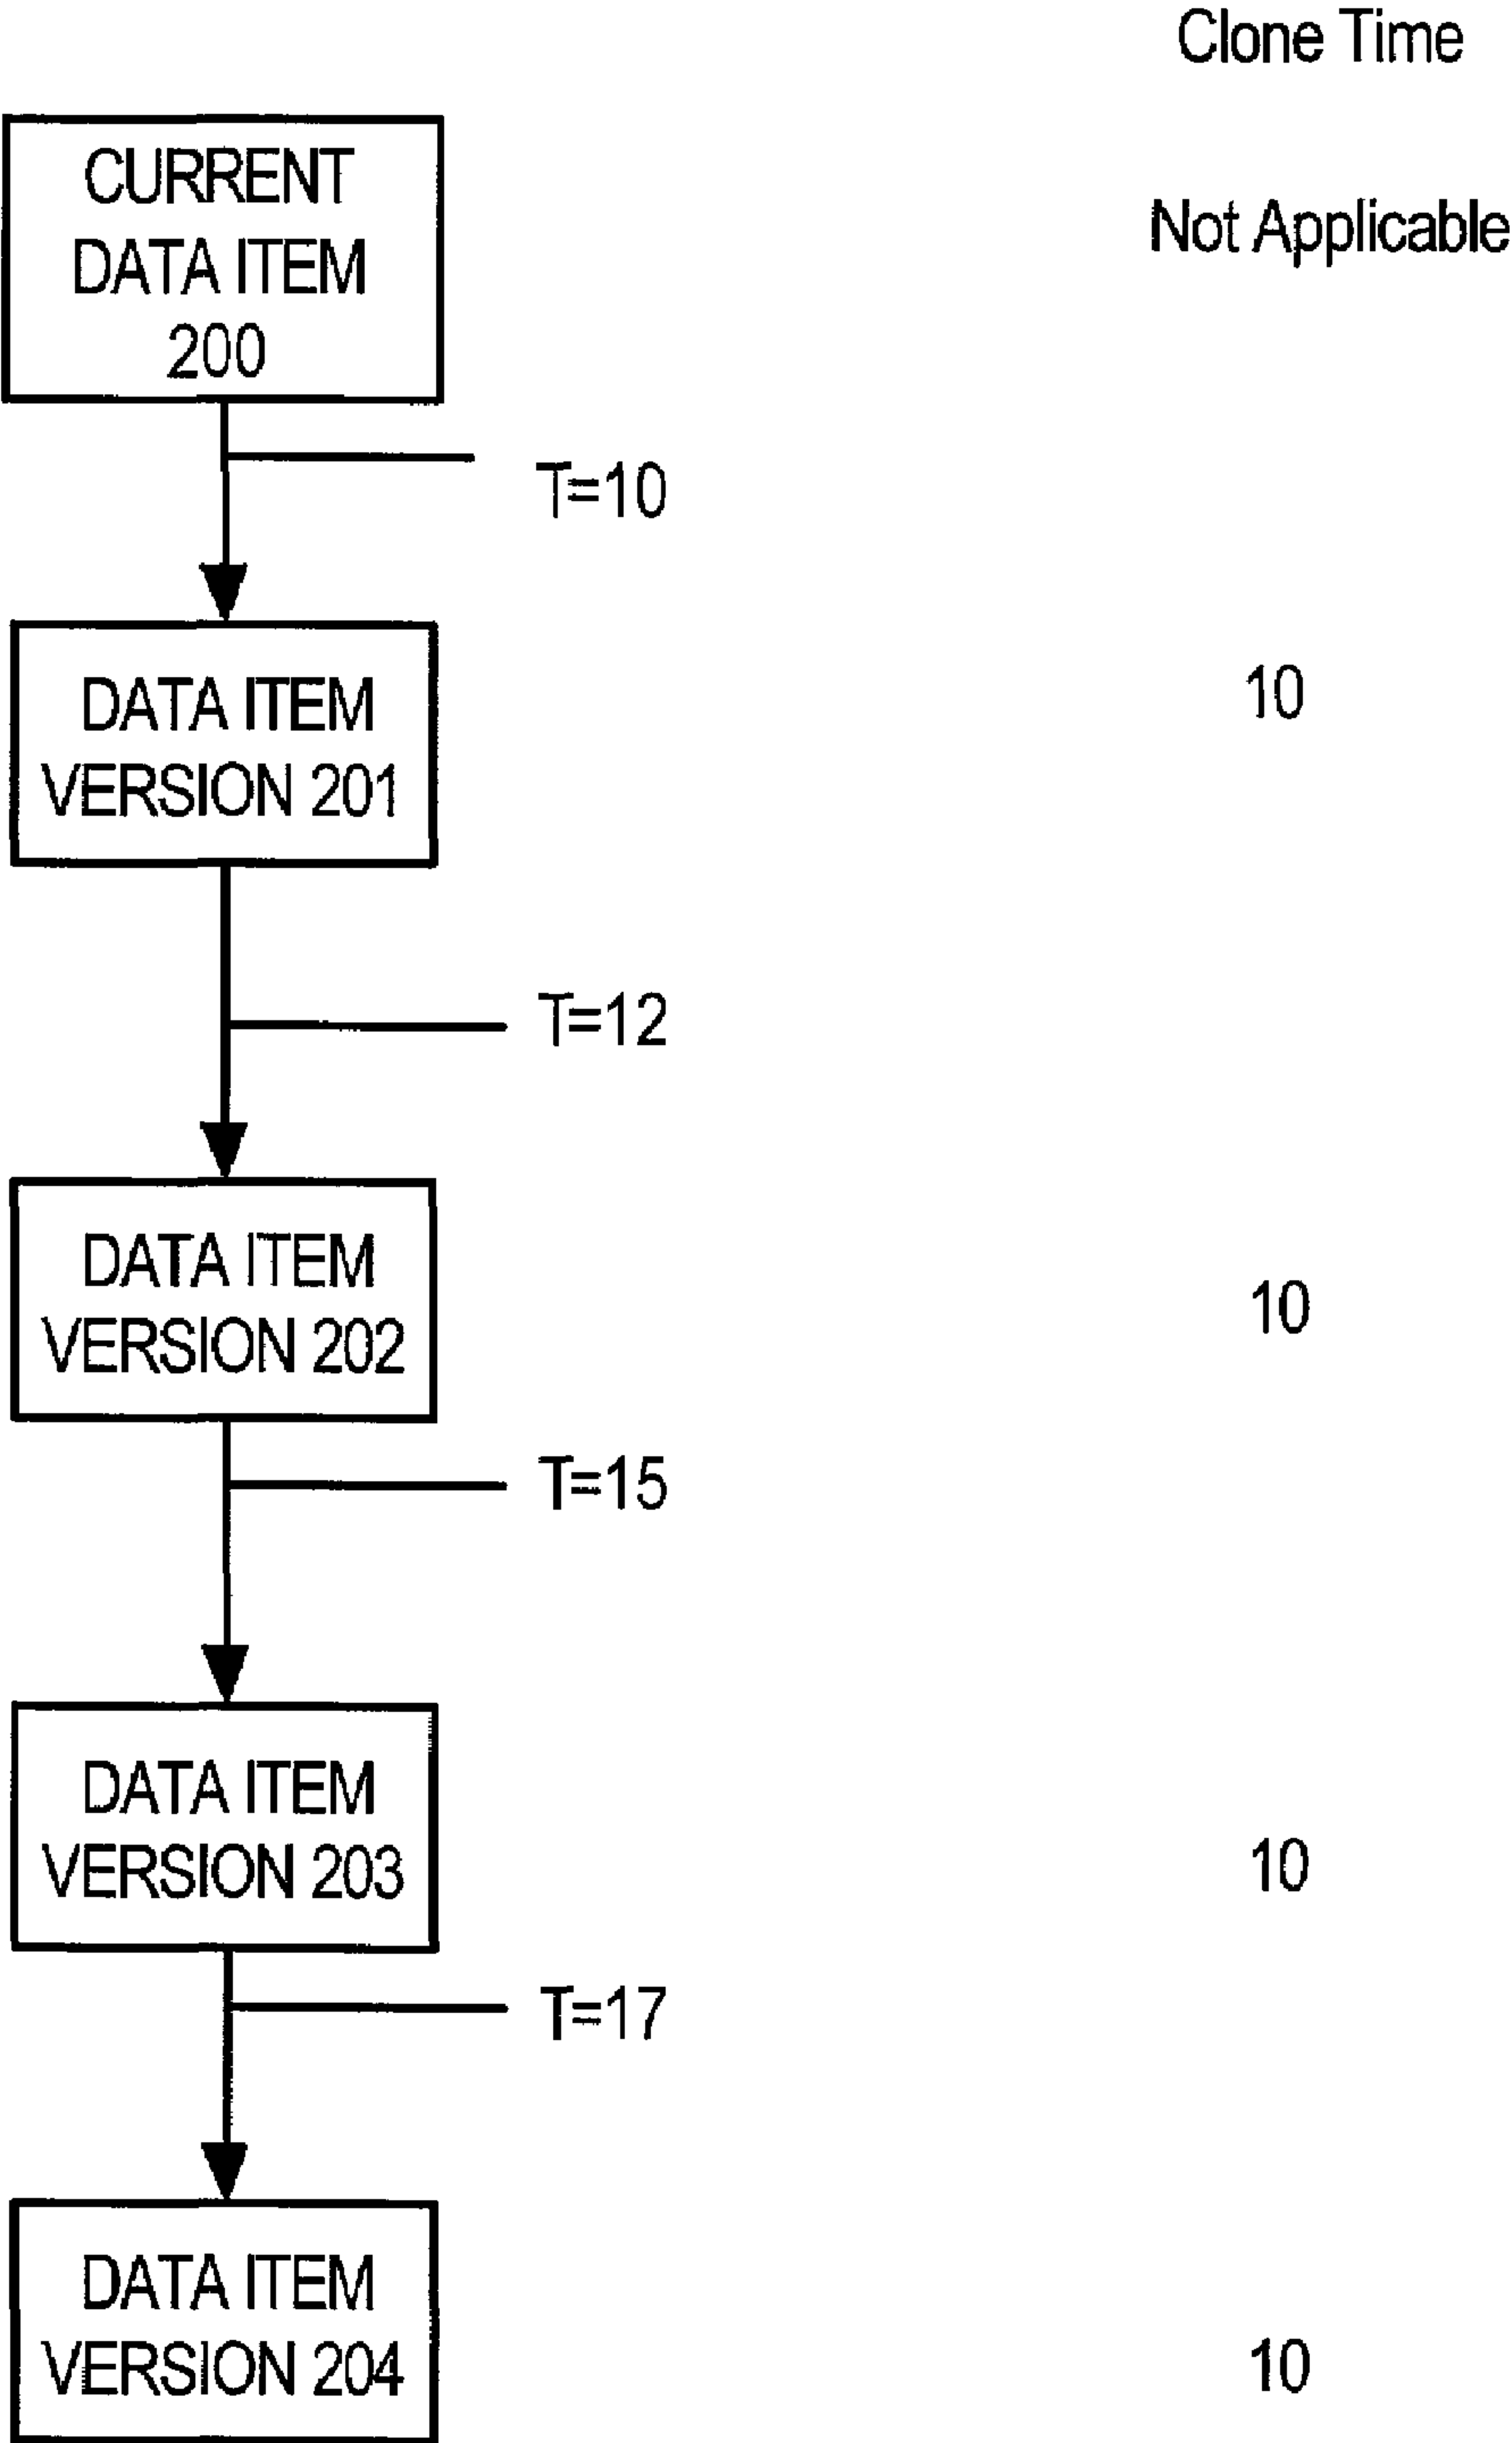 Clone Time
CURRENT
DATA ITEM
200
Not Applicable
T=10
DATA ITEM
VERSION 201
10
T=12
DATA ITEM
VERSION 202
10
T=15
DATA ITEM
VERSION 203
10
T=17
DATA ITEM
VERSION 204
10